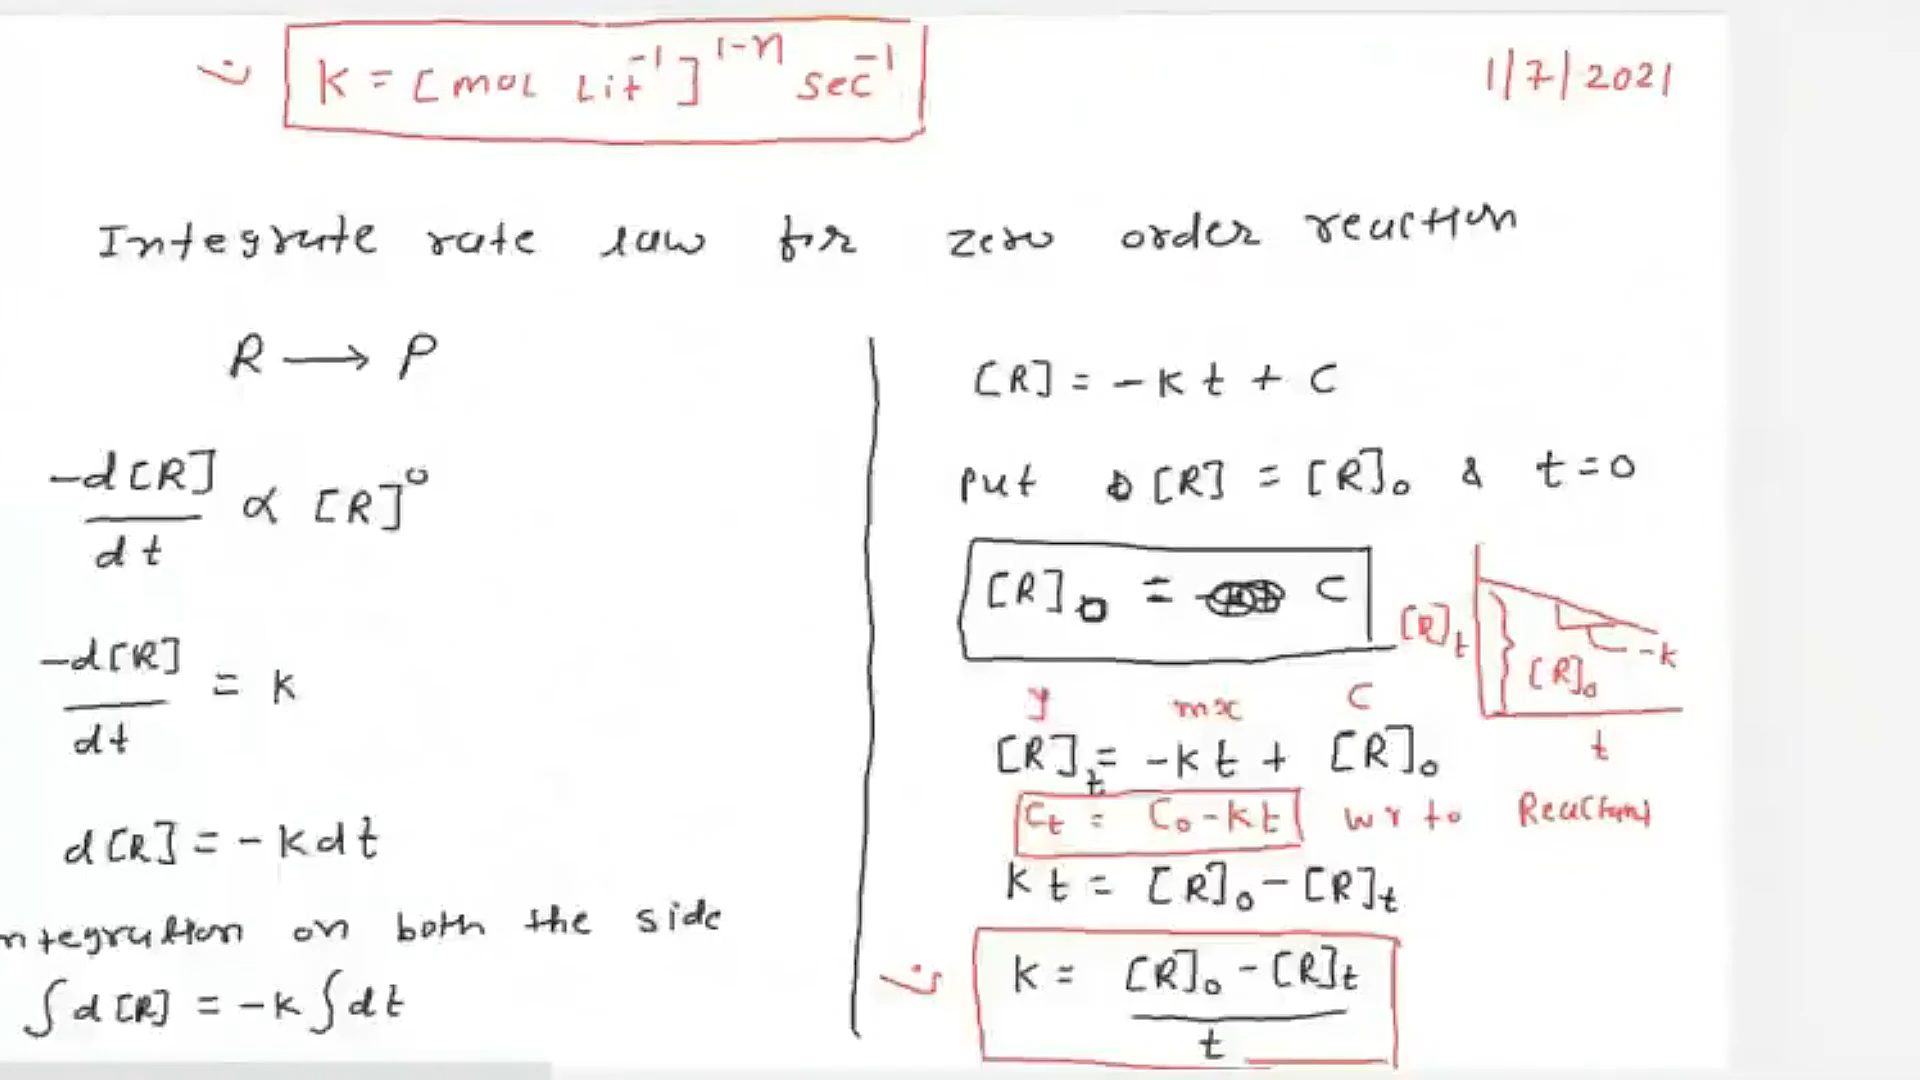 K = [mol Lit⁻¹]¹⁻ⁿ sec⁻¹
1/7/2021
Integrate rate law for zero order reaction
R ⟶ P
-d[R]/dt ∝ [R]⁰
-d[R]/dt = K
d[R] = -Kdt
ntegration on both the side
∫d[R] = -K∫dt
[R] = -Kt + C
Put [R] = [R]₀ & t=0
[R]₀ = C
[R]t
[R]₀
-K
t
y mx C
[R]t = -Kt + [R]₀
Ct = C₀-Kt wr to Reactant
Kt = [R]₀-[R]t
K = [R]₀-[R]t/t